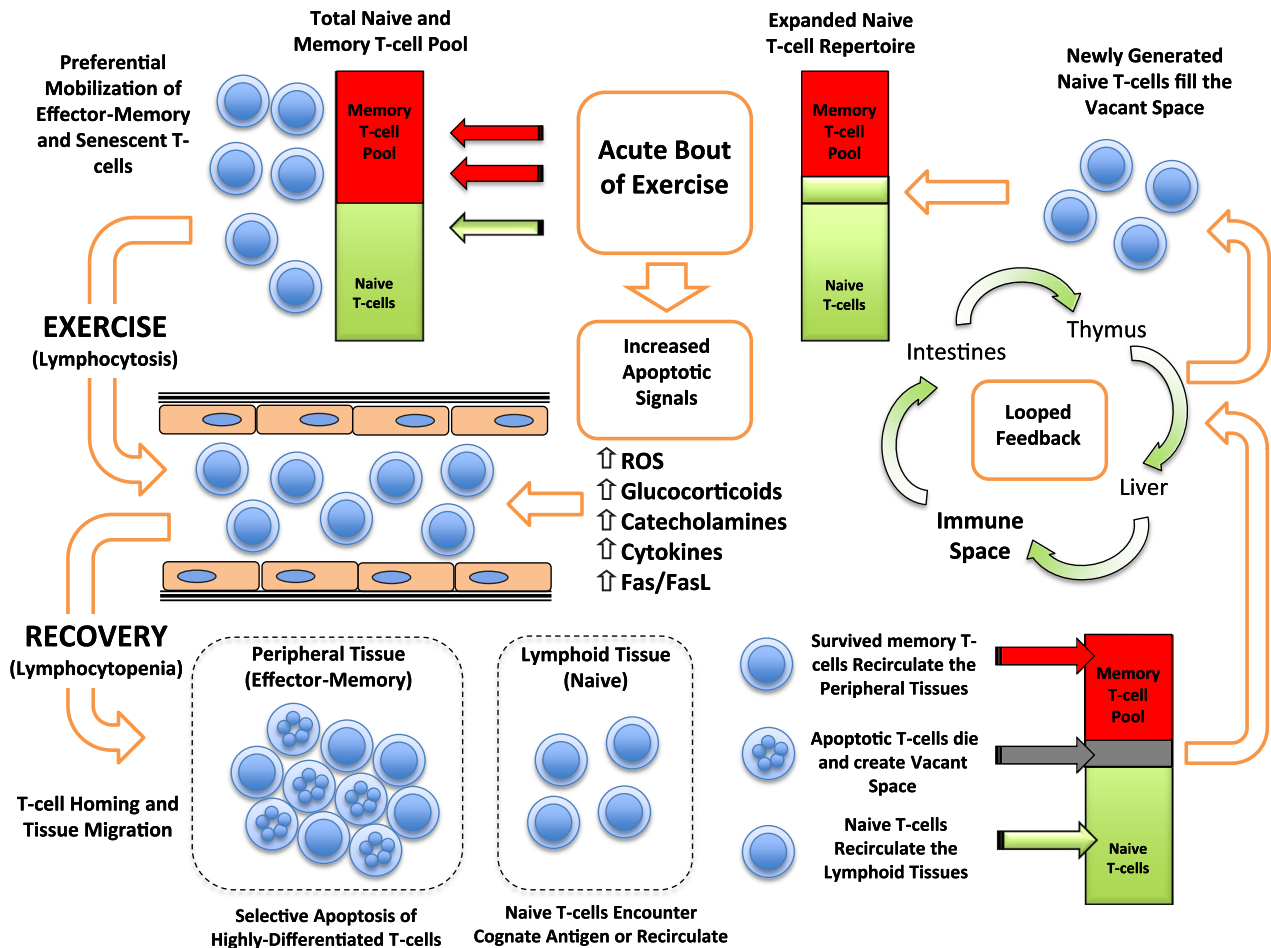 Total Naive and
Memory T-cell Pool
Preferential
Mobilization of
Effector-Memory
and Senescent T-
cells
Memory
T-cell
Pool
Naive
T-cells
Acute Bout
of Exercise
Expanded Naive
T-cell Repertoire
Memory
T-cell
Pool
Naive
T-cells
Newly Generated
Naive T-cells fill the
Vacant Space
EXERCISE
(Lymphocytosis)
Increased
Apoptotic
Signals
ROS
Glucocorticoids
Catecholamines
Cytokines
Fas/FasL
Intestines
Thymus
Looped
Feedback
Liver
Immune
Space
RECOVERY
(Lymphocytopenia)
T-cell Homing and
Tissue Migration
Peripheral Tissue
(Effector-Memory)
Selective Apoptosis of
Highly-Differentiated T-cells
Lymphoid Tissue
(Naive)
Naive T-cells Encounter
Cognate Antigen or Recirculate
Survived memory T-
cells Recirculate the
Peripheral Tissues
Apoptotic T-cells die
and create Vacant
Space
Naive T-cells
Recirculate the
Lymphoid Tissues
Memory
T-cell
Pool
Naive
T-cells